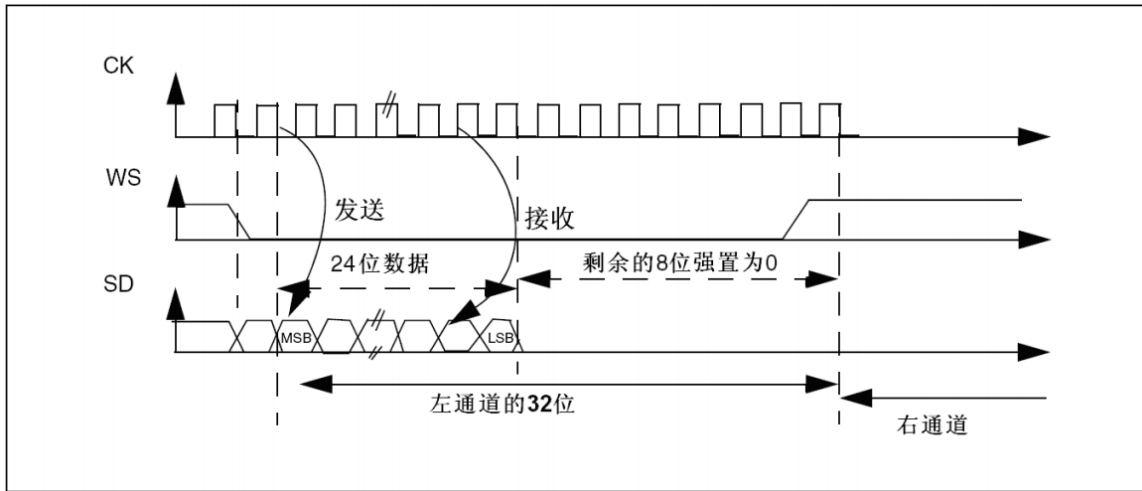 CK
WS
发送
接收
24位数据
剩余的8位强置为0
SD
MSB
LSB
左通道的32位
右通道